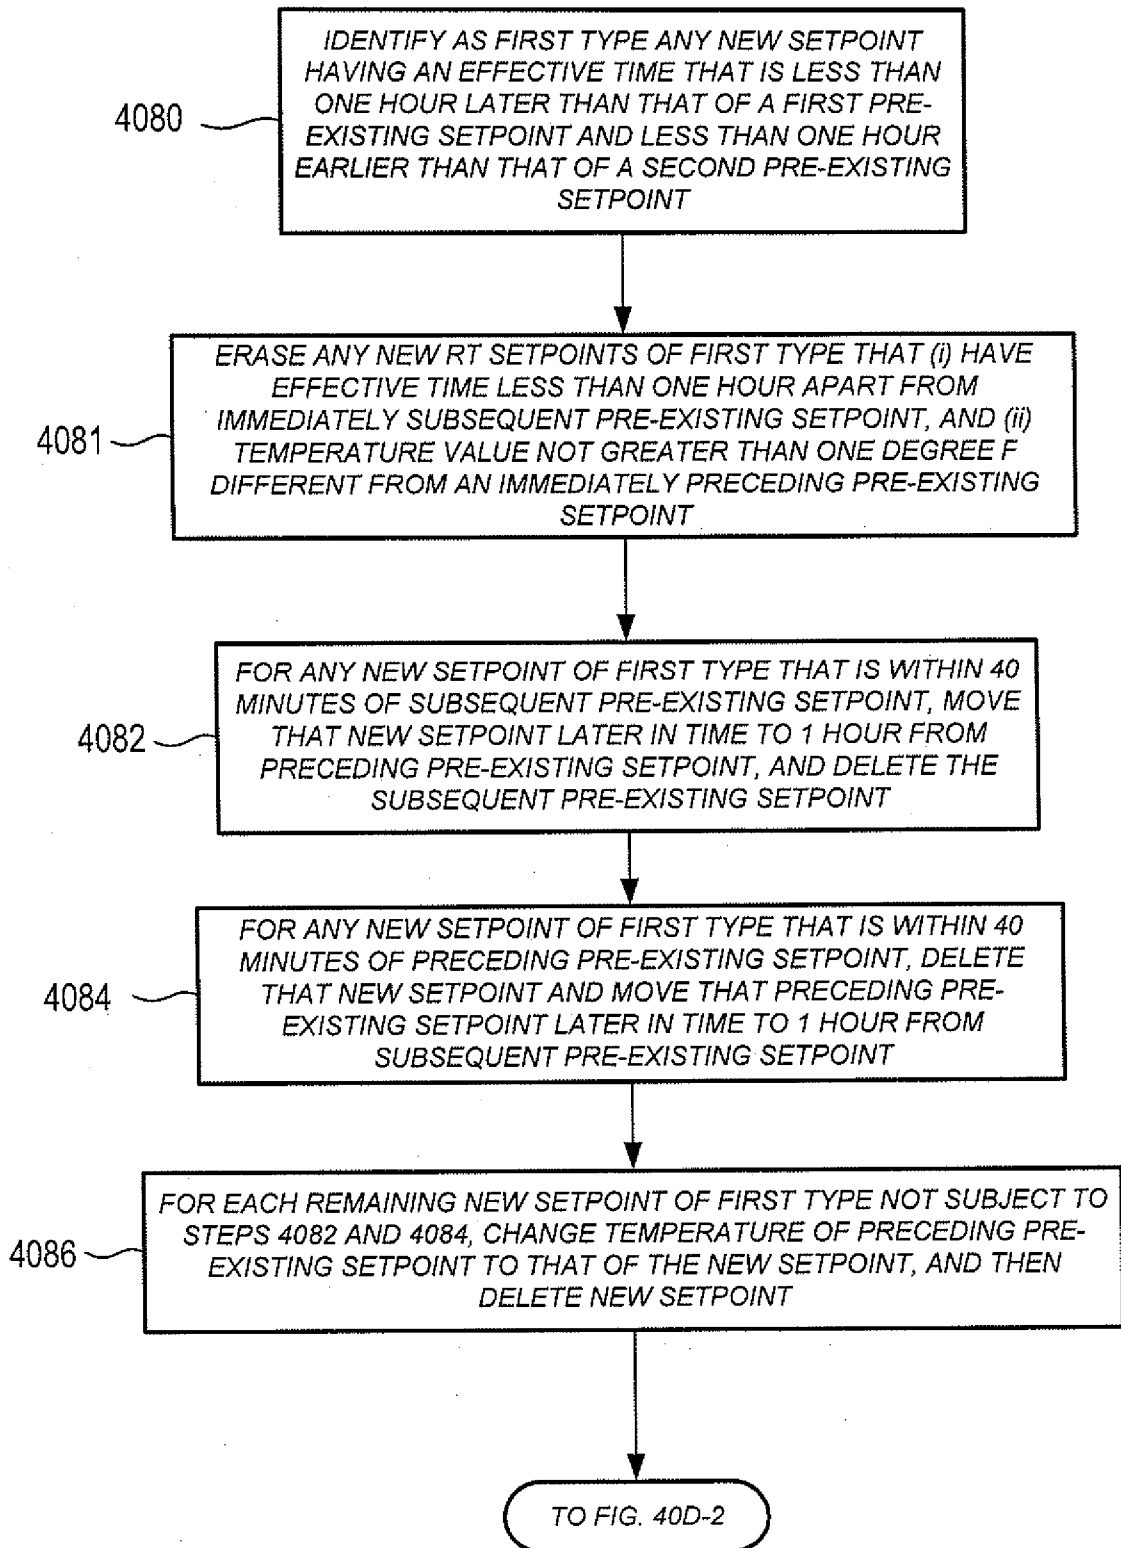 IDENTIFY AS FIRST TYPE ANY NEW SETPOINT
HAVING AN EFFECTIVE TIME THAT IS LESS THAN
ONE HOUR LATER THAN THAT OF A FIRST PRE-
EXISTING SETPOINT AND LESS THAN ONE HOUR
EARLIER THAN THAT OF A SECOND PRE-EXISTING
SETPOINT
4080
ERASE ANY NEW RT SETPOINTS OF FIRST TYPE THAT (i) HAVE
EFFECTIVE TIME LESS THAN ONE HOUR APART FROM
IMMEDIATELY SUBSEQUENT PRE-EXISTING SETPOINT, AND (ii)
TEMPERATURE VALUE NOT GREATER THAN ONE DEGREE F
DIFFERENT FROM AN IMMEDIATELY PRECEDING PRE-EXISTING
SETPOINT
4081
FOR ANY NEW SETPOINT OF FIRST TYPE THAT IS WITHIN 40
MINUTES OF SUBSEQUENT PRE-EXISTING SETPOINT, MOVE
THAT NEW SETPOINT LATER IN TIME TO 1 HOUR FROM
PRECEDING PRE-EXISTING SETPOINT, AND DELETE THE
SUBSEQUENT PRE-EXISTING SETPOINT
4082
FOR ANY NEW SETPOINT OF FIRST TYPE THAT IS WITHIN 40
MINUTES OF PRECEDING PRE-EXISTING SETPOINT, DELETE
THAT NEW SETPOINT AND MOVE THAT PRECEDING PRE-
EXISTING SETPOINT LATER IN TIME TO 1 HOUR FROM
SUBSEQUENT PRE-EXISTING SETPOINT
4084
FOR EACH REMAINING NEW SETPOINT OF FIRST TYPE NOT SUBJECT TO
STEPS 4082 AND 4084, CHANGE TEMPERATURE OF PRECEDING PRE-
EXISTING SETPOINT TO THAT OF THE NEW SETPOINT, AND THEN
DELETE NEW SETPOINT
4086
TO FIG. 40D-2